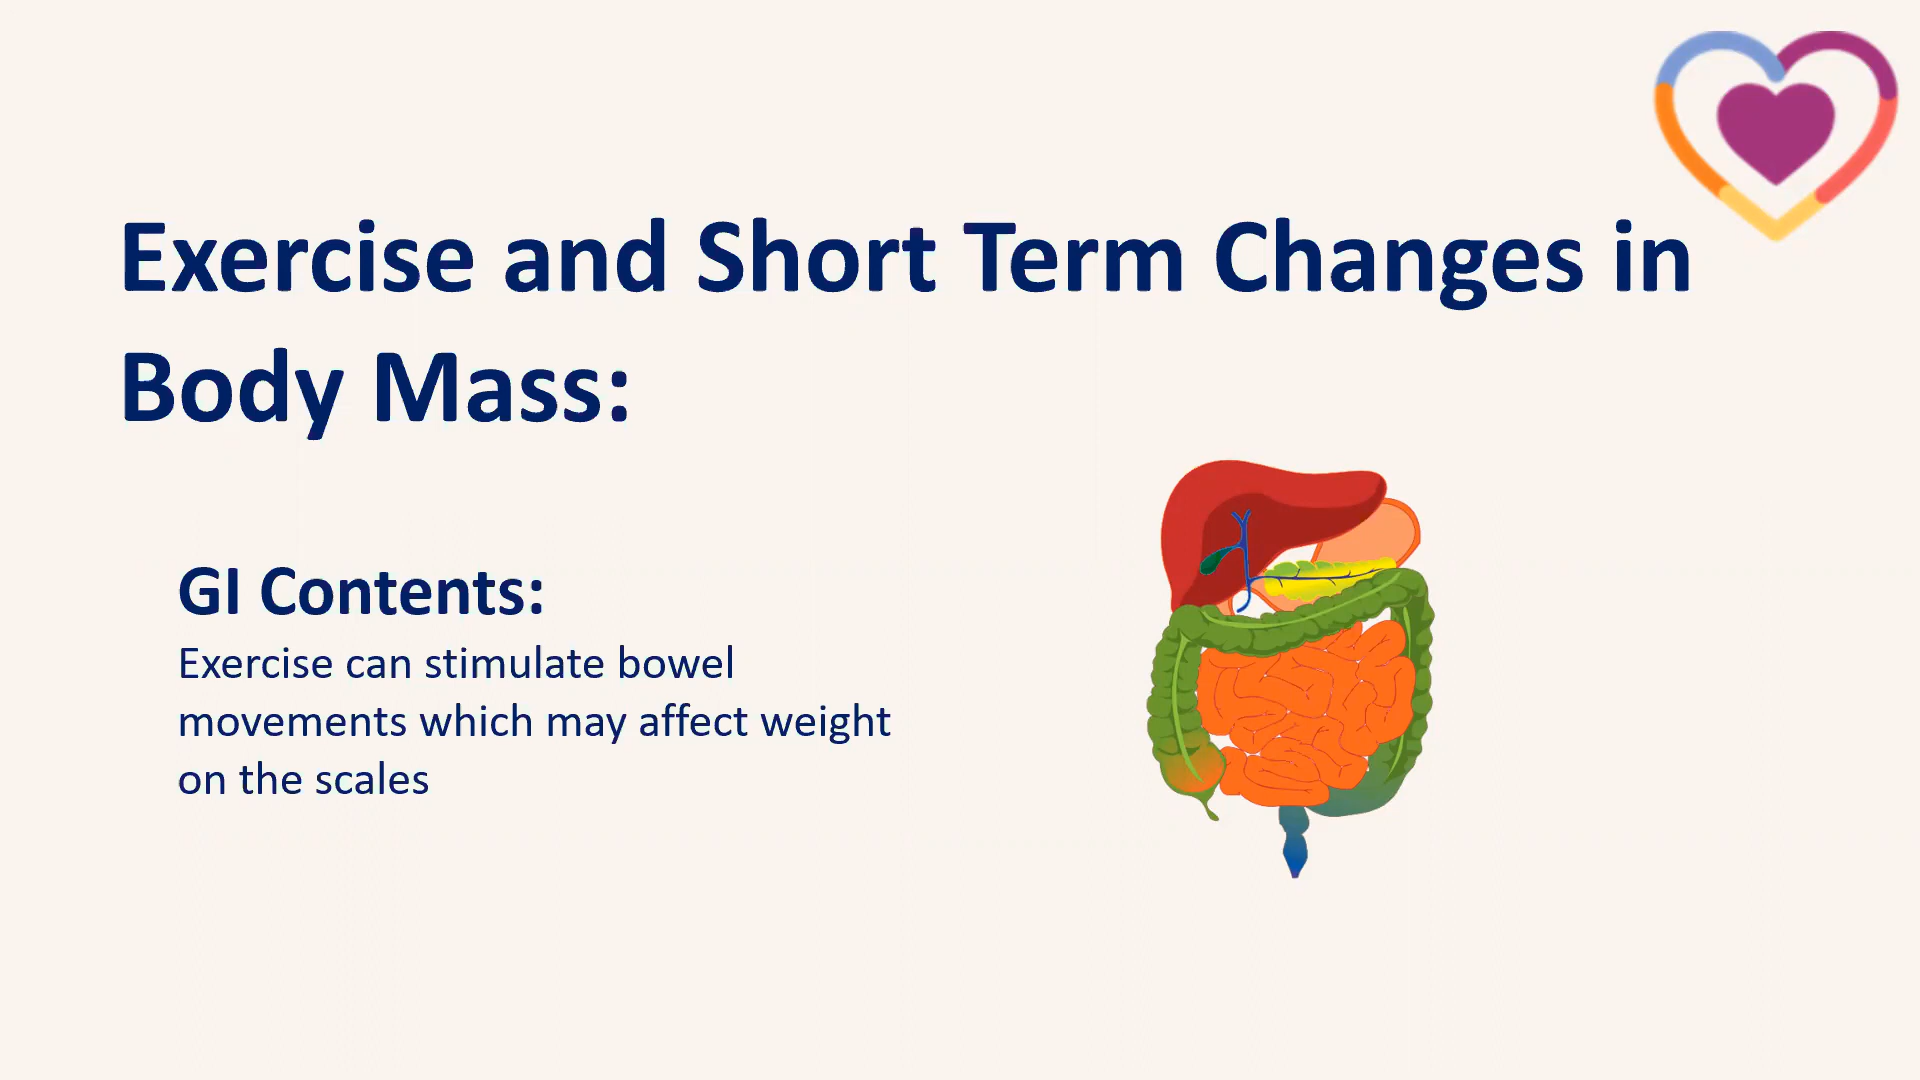 Exercise and Short Term Changes in
Body Mass:
GI Contents:
Exercise can stimulate bowel
movements which may affect weight
on the scales